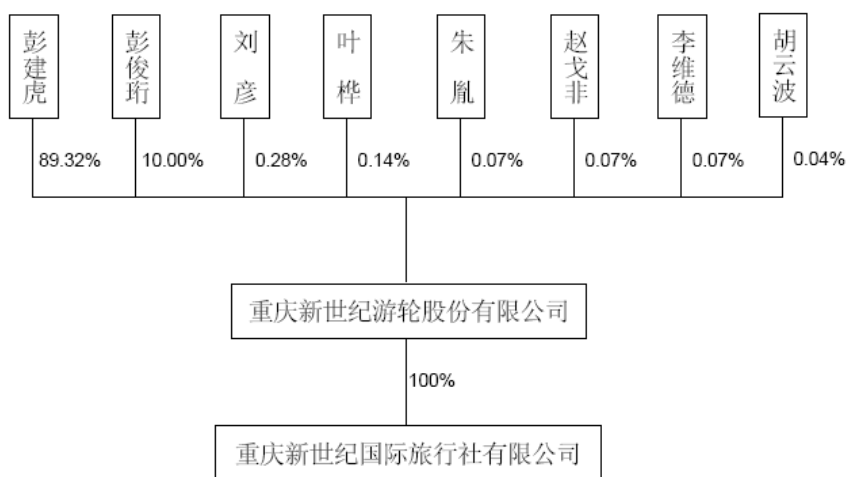 彭建虎
彭俊珩
刘彦
叶桦
朱胤
赵戈非
李维德
胡云波
89.32%
10.00%
0.28%
0.14%
0.07%
0.07%
0.07%
0.04%
重庆新世纪游轮股份有限公司
100%
重庆新世纪国际旅行社有限公司